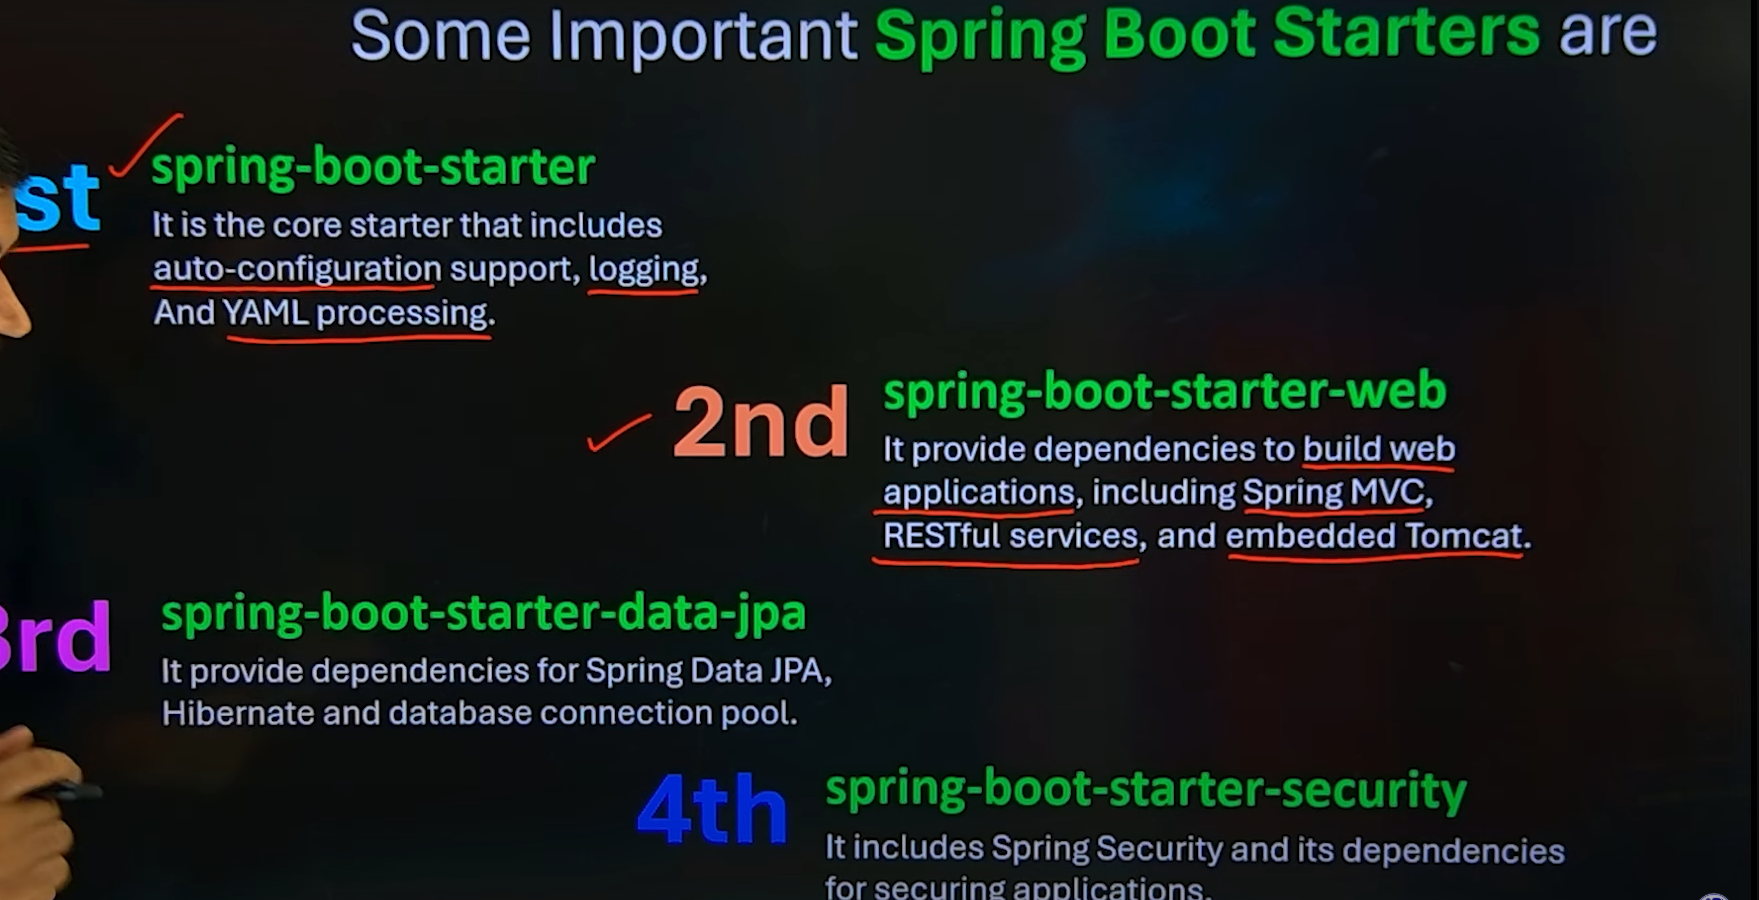 Some Important Spring Boot Starters are
st
spring-boot-starter
It is the core starter that includes
auto-configuration support, logging,
And YAML processing.
2nd
spring-boot-starter-web
It provide dependencies to build web
applications, including Spring MVC,
RESTful services, and embedded Tomcat.
3rd
spring-boot-starter-data-jpa
It provide dependencies for Spring Data JPA,
Hibernate and database connection pool.
4th
spring-boot-starter-security
It includes Spring Security and its dependencies
for securing applications.